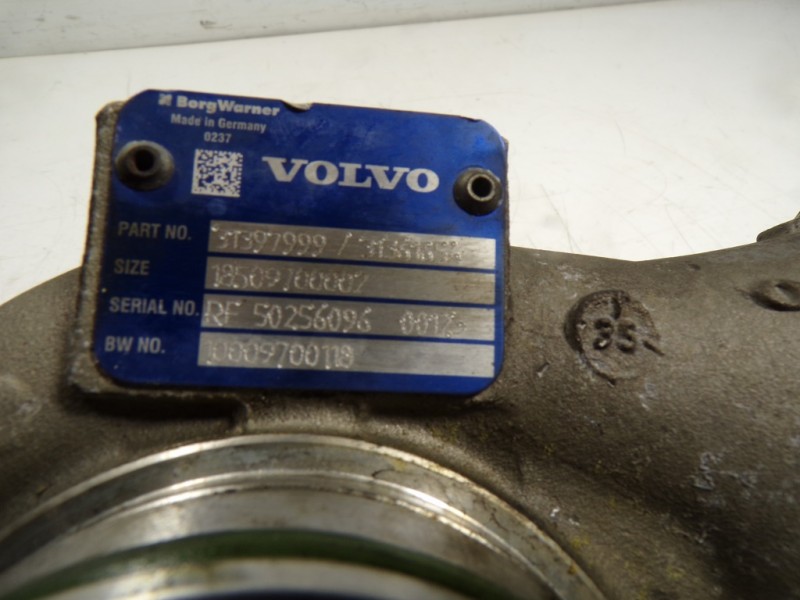 BorgWarner
Made in Germany
0237
VOLVO
PART NO. 31397999 /
SIZE 18509700002
SERIAL NO. RF 50256096
BW NO. 10009700118
35